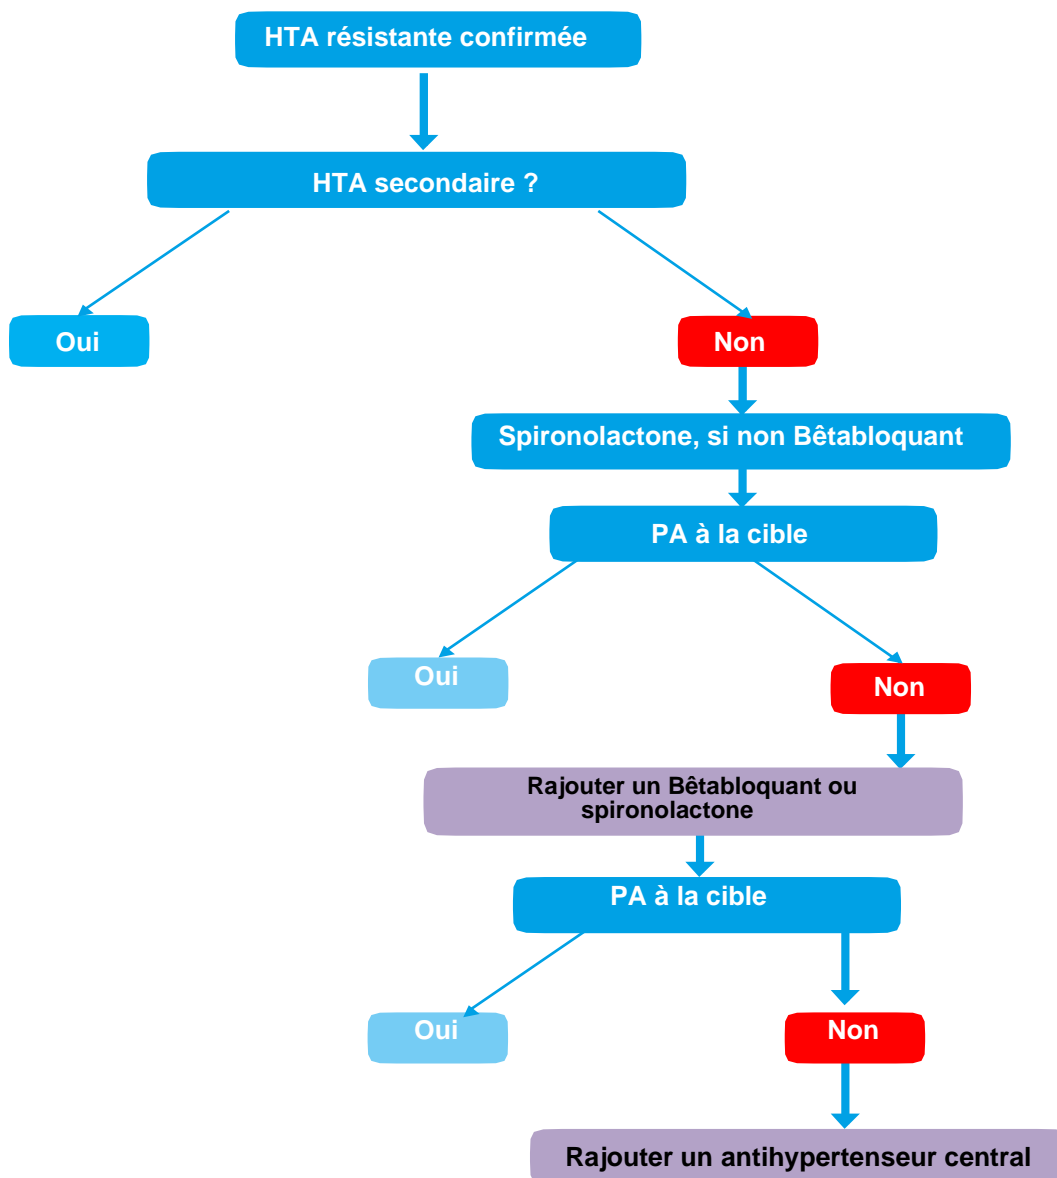 HTA résistante confirmée
HTA secondaire ?
Oui
Non
Spironolactone, si non Bêtabloquant
PA à la cible
Oui
Non
Rajouter un Bêtabloquant ou
spironolactone
PA à la cible
Oui
Non
Rajouter un antihypertenseur central